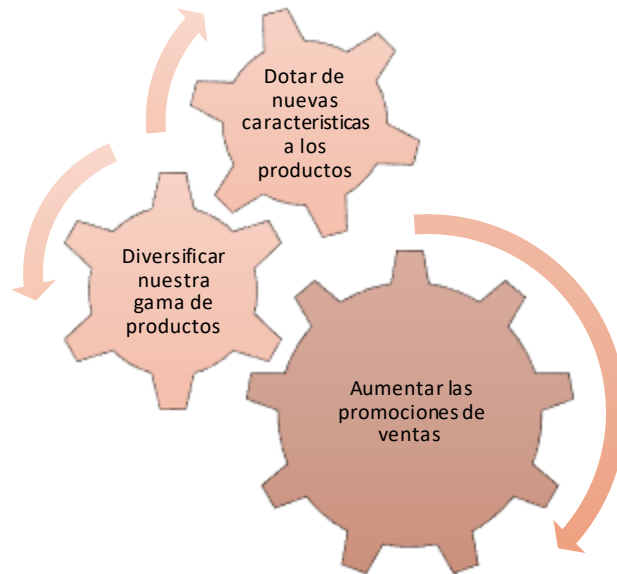 Dotar de
nuevas
caracteristicas
a los
productos
Diversificar
nuestra
gama de
productos
Aumentar las
promociones de
ventas